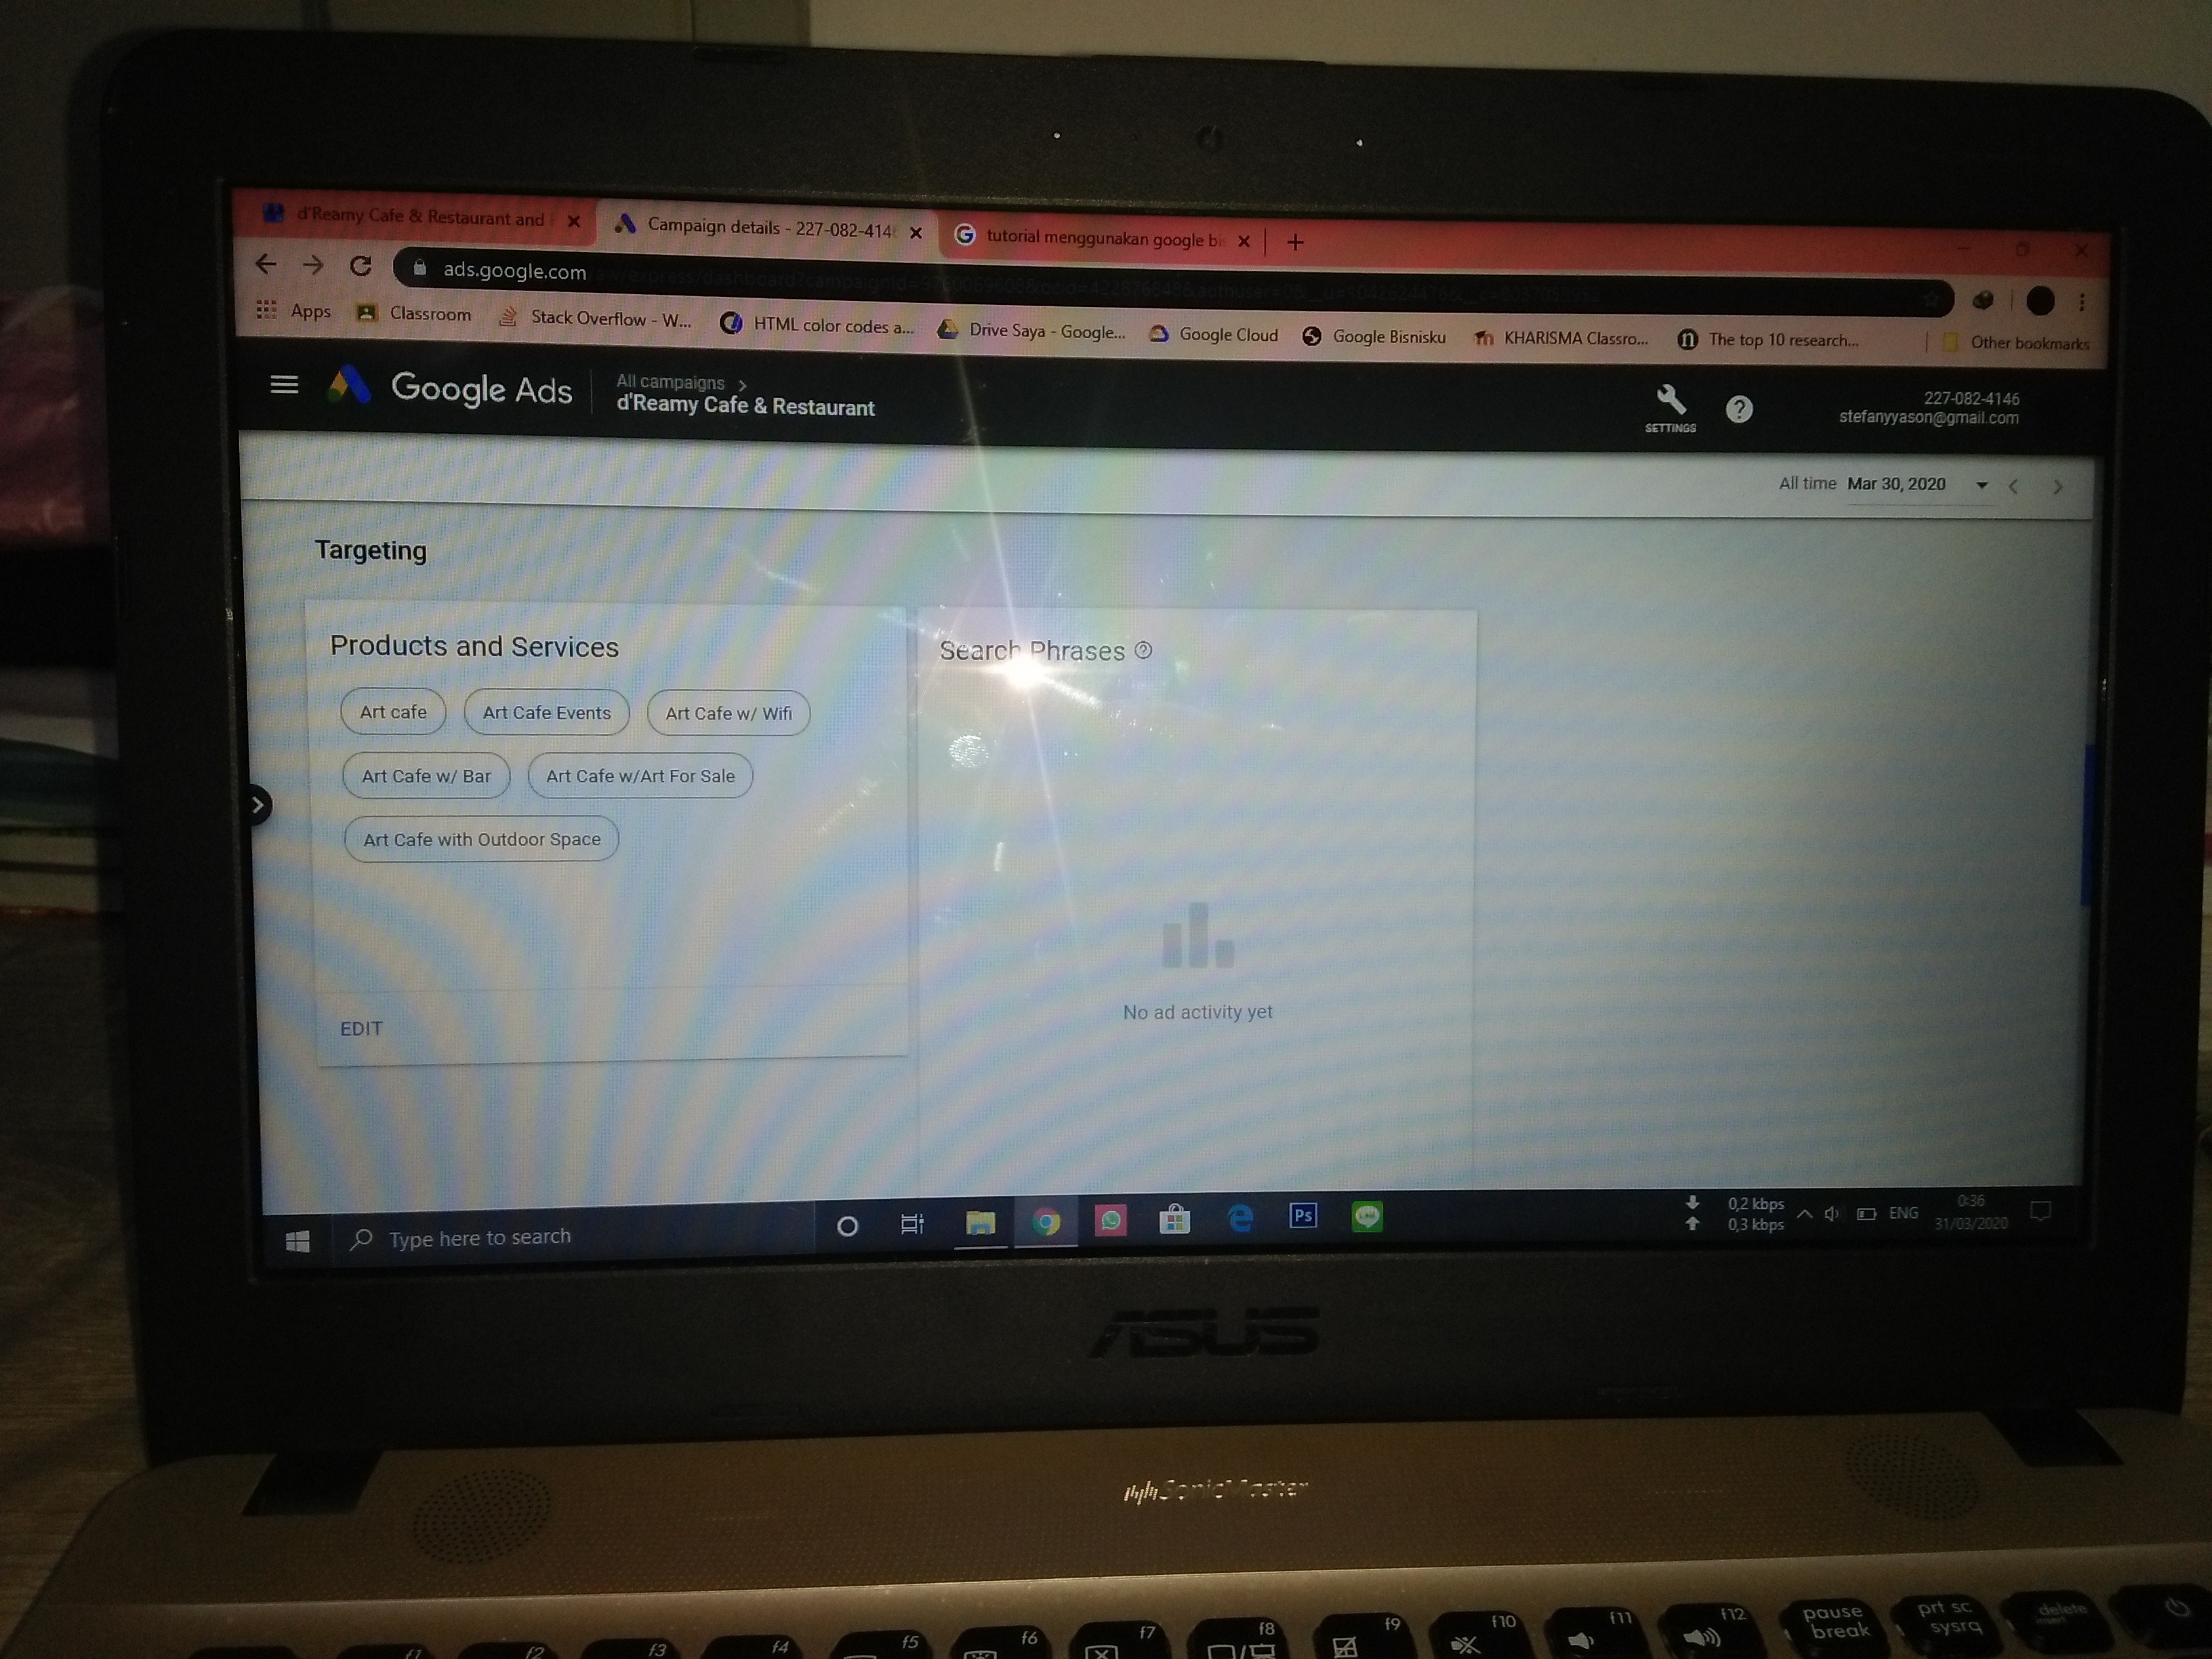 d'Reamy Cafe & Restaurant and
Campaign details - 227-082-414
tutorial menggunakan google bi
ads.google.com
Apps
Classroom
Stack Overflow - W...
HTML color codes a...
Drive Saya - Google...
Google Cloud
Google Bisnisku
KHARISMA Classro...
The top 10 research...
Other bookmarks
Google Ads
All campaigns
d'Reamy Cafe & Restaurant
SETTINGS
227-082-4146
stefanyyason@gmail.com
All time Mar 30, 2020
Targeting
Products and Services
Art cafe
Art Cafe Events
Art Cafe w/ Wifi
Art Cafe w/ Bar
Art Cafe w/Art For Sale
Art Cafe with Outdoor Space
EDIT
Search Phrases
No ad activity yet
Type here to search
Ps
LINE
0,2 kbps
0,3 kbps
ENG
0:36
31/03/2020
ASUS
SonicMaster
f1
f2
f3
f4
f5
f6
f7
f8
f9
f10
f11
f12
pause
break
prt sc
sysrq
delete
insert